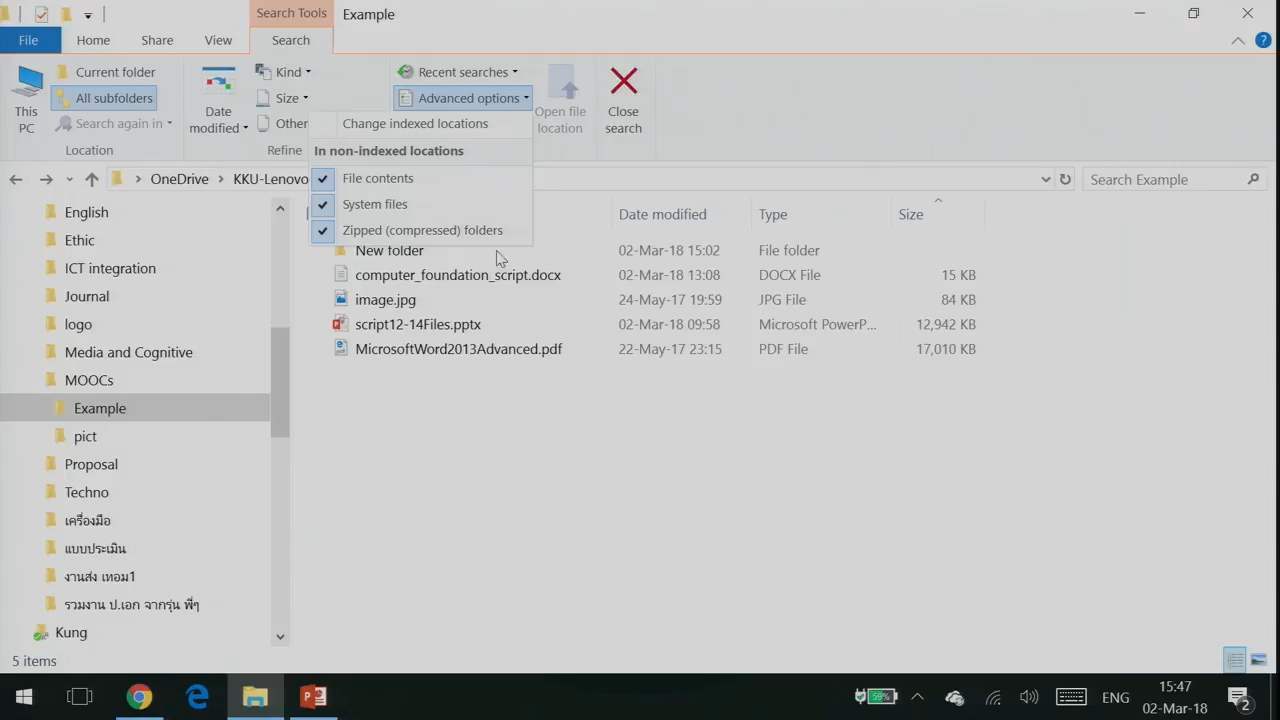 Search Tools
Example
File
Home
Share
View
Search
This PC
Current folder
All subfolders
Search again in
Location
Date modified
Kind
Size
Other
Refine
Recent searches
Advanced options
Open file location
Close search
Change indexed locations
In non-indexed locations
File contents
System files
Zipped (compressed) folders
OneDrive
KKU-Lenovo
Search Example
Date modified
Type
Size
New folder
02-Mar-18 15:02
File folder
computer_foundation_script.docx
02-Mar-18 13:08
DOCX File
15 KB
image.jpg
24-May-17 19:59
JPG File
84 KB
script12-14Files.pptx
02-Mar-18 09:58
Microsoft PowerP...
12,942 KB
MicrosoftWord2013Advanced.pdf
22-May-17 23:15
PDF File
17,010 KB
English
Ethic
ICT integration
Journal
logo
Media and Cognitive
MOOCs
Example
pict
Proposal
Techno
เครื่องมือ
แบบประเมิน
งานส่ง เทอม1
รวมงาน ป.เอก จากรุ่น พี่ๆ
Kung
5 items
59%
ENG
15:47
02-Mar-18
2